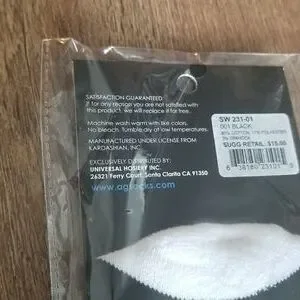 SATISFACTION GUARANTEED:
If for any reason you are not satisfied with
this product, we will replace it for free.
Machine wash warm with like colors.
No bleach. Tumble dry at low temperatures.
MANUFACTURED UNDER LICENSE FROM
KARDASHIAN, INC.
EXCLUSIVELY DISTRIBUTED BY:
UNIVERSAL HOSIERY INC
26321 Ferry Court, Santa Clarita CA 91350
www.agsocks.com
SW 231-01
001 BLACK
SUGG RETAIL: $15.00